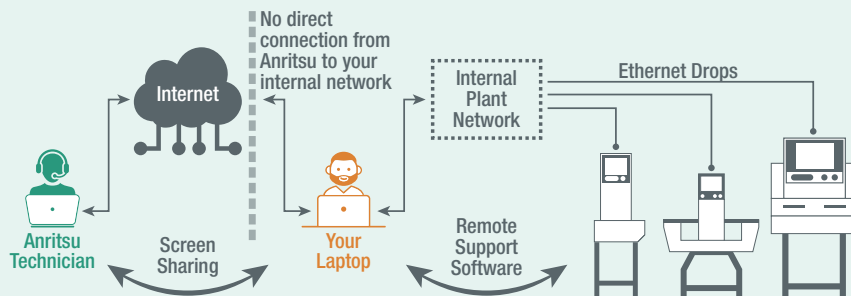 No direct
connection from
Anritsu to your
internal network
Internet
Internal
Plant
Network
Ethernet Drops
Anritsu
Technician
Screen
Sharing
Your
Laptop
Remote
Support
Software